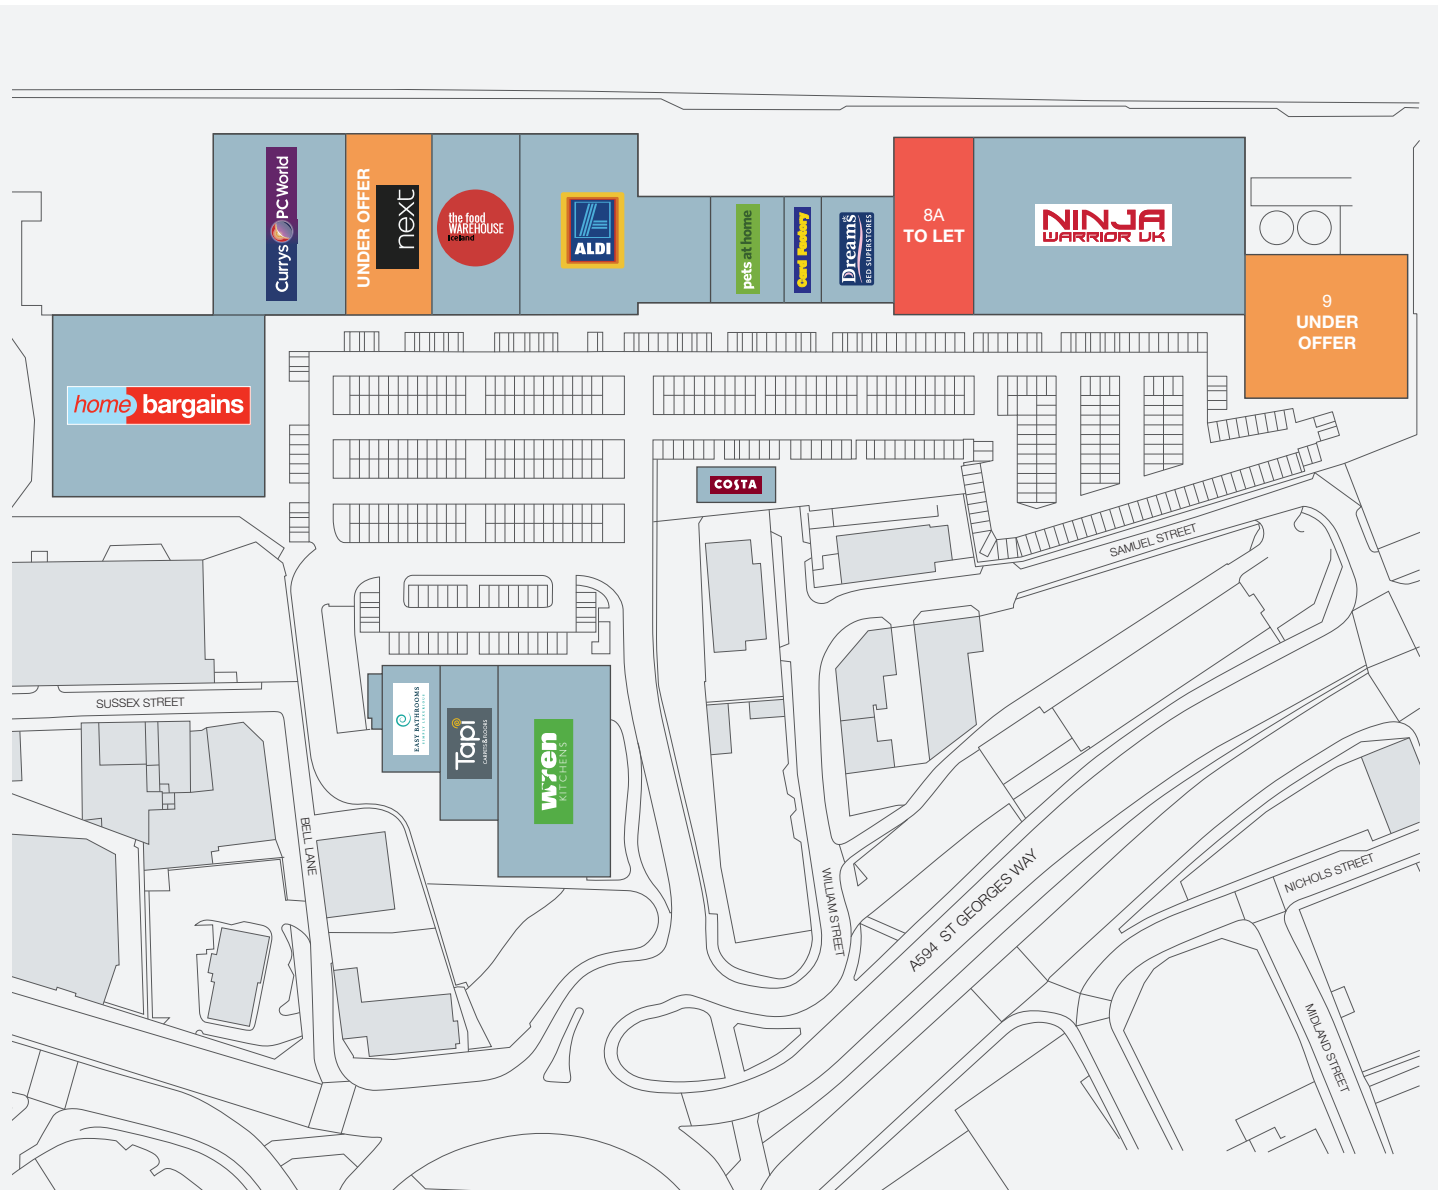 Currys PC World
UNDER OFFER
next
the food
WAREHOUSE
Iceland
ALDI
pets at home
Card Factory
Dreams
BED SUPERSTORES
8A
TO LET
NINJA
WARRIOR UK
9
UNDER
OFFER
home bargains
COSTA
SAMUEL STREET
SUSSEX STREET
EASY BATHROOMS
SIMPLY LUXURIOUS
Tapi
CARPETS & FLOORS
wren
KITCHENS
BELL LANE
WILLIAM STREET
A594 ST GEORGES WAY
NICHOLS STREET
MIDLAND STREET